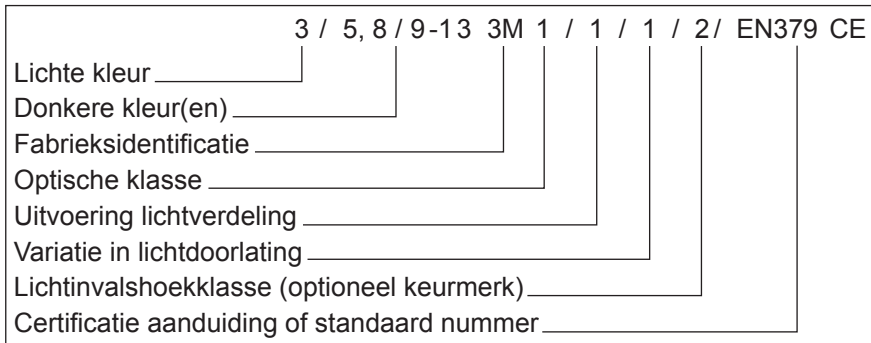 3 / 5,8/9-13 3M 1 / 1 / 1 / 2/ EN379 CE
Lichte kleur
Donkere kleur(en)
Fabrieksidentificatie
Optische klasse
Uitvoering lichtverdeling
Variatie in lichtdoorlating
Lichtinvalshoekklasse (optioneel keurmerk)
Certificatie aanduiding of standaard nummer